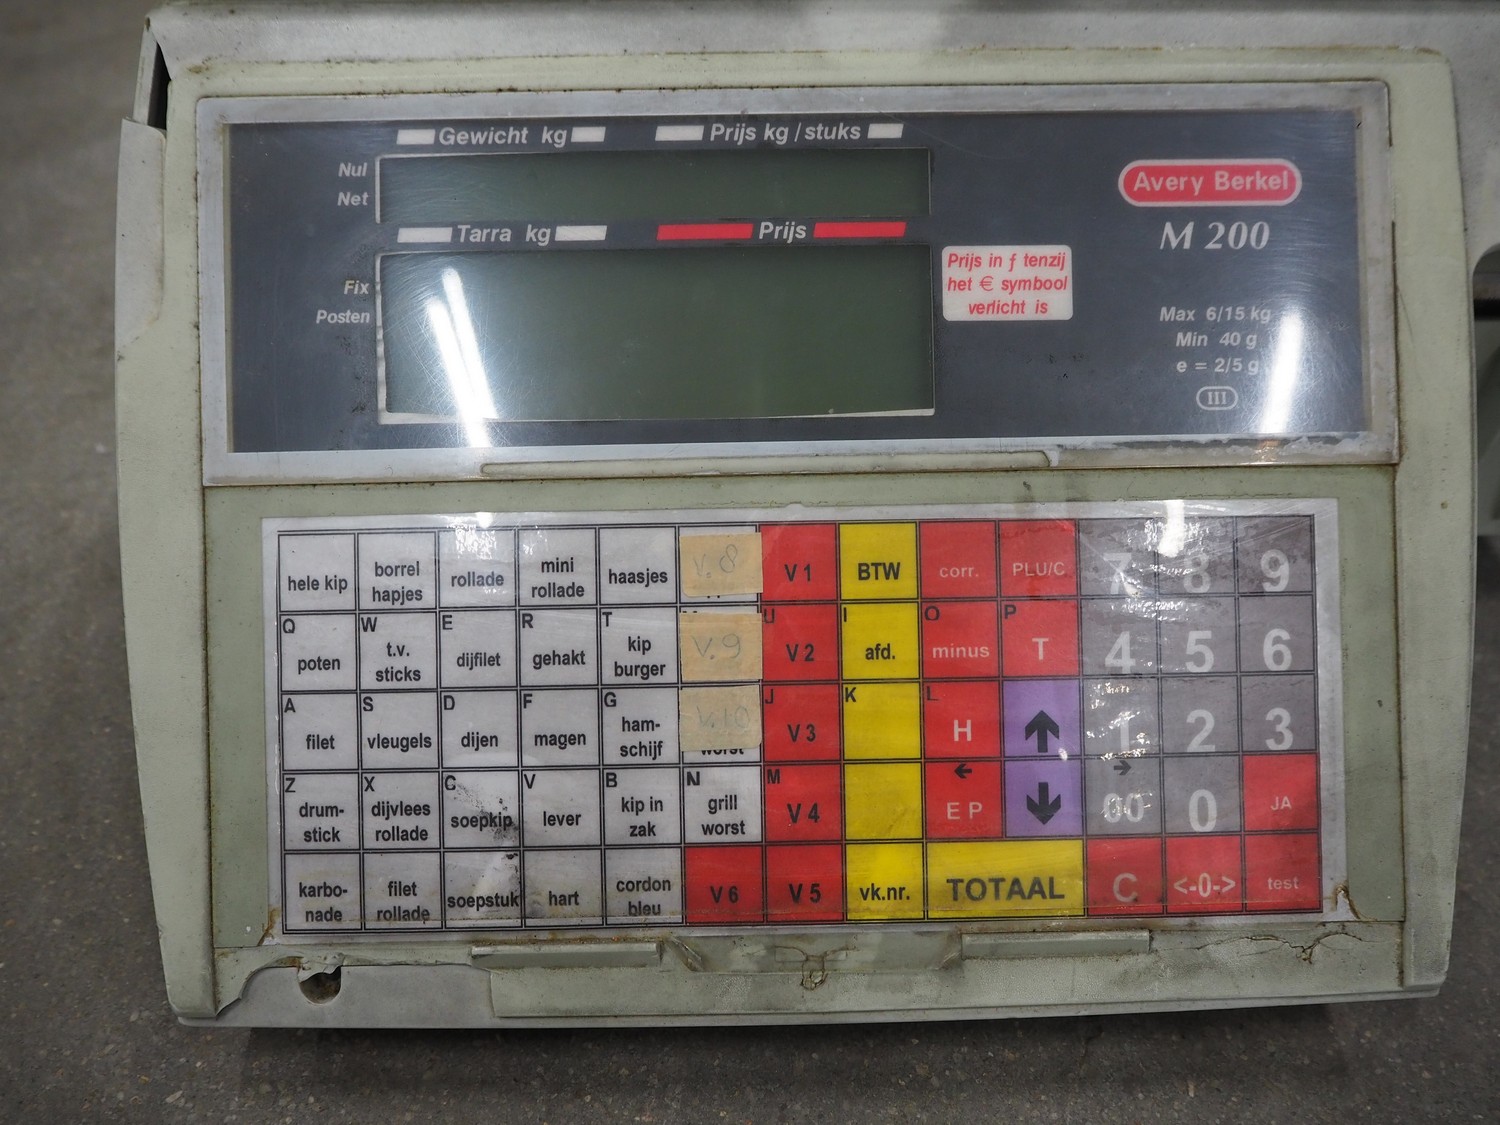 Gewicht kg Prijs kg / stuks
Nul
Net
Tarra kg Prijs
Fix
Posten
Avery Berkel
M 200
Prijs in ƒ tenzij
het € symbool
verlicht is
Max 6/15 kg
Min 40 g
e = 2/5 g
III
hele kip
borrel
hapjes
rollade
mini
rollade
haasjes
V. 8
V 1
BTW
corr.
PLU/C
7
8
9
Q
poten
W
t.v.
sticks
E
dijfilet
R
gehakt
T
kip
burger
V. 9
U
V 2
I
afd.
O
minus
P
T
4
5
6
A
filet
S
vleugels
D
dijen
F
magen
G
ham-
schijf
V. 10
worst
J
V 3
K
L
H
↑
1
2
3
Z
drum-
stick
X
dijvlees
rollade
C
soepkip
V
lever
B
kip in
zak
N
grill
worst
M
V 4
←
E P
↓
→
00
0
JA
karbo-
nade
filet
rollade
soepstuk
hart
cordon
bleu
V 6
V 5
vk.nr.
TOTAAL
C
<-0->
test